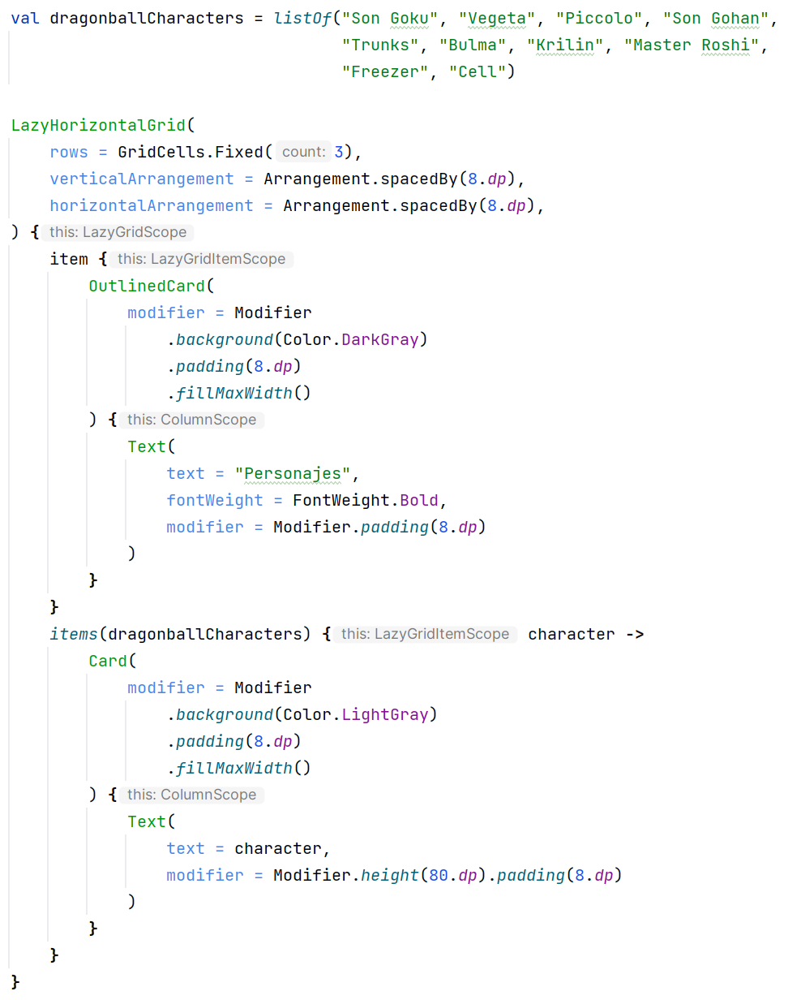 val dragonballCharacters = listOf("Son Goku", "Vegeta", "Piccolo", "Son Gohan",
                                  "Trunks", "Bulma", "Krilin", "Master Roshi",
                                  "Freezer", "Cell")

LazyHorizontalGrid(
    rows = GridCells.Fixed( count: 3),
    verticalArrangement = Arrangement.spacedBy(8.dp),
    horizontalArrangement = Arrangement.spacedBy(8.dp),
) { this: LazyGridScope
    item { this: LazyGridItemScope
        OutlinedCard(
            modifier = Modifier
                .background(Color.DarkGray)
                .padding(8.dp)
                .fillMaxWidth()
        ) { this: ColumnScope
            Text(
                text = "Personajes",
                fontWeight = FontWeight.Bold,
                modifier = Modifier.padding(8.dp)
            )
        }
    }
    items(dragonballCharacters) { this: LazyGridItemScope character ->
        Card(
            modifier = Modifier
                .background(Color.LightGray)
                .padding(8.dp)
                .fillMaxWidth()
        ) { this: ColumnScope
            Text(
                text = character,
                modifier = Modifier.height(80.dp).padding(8.dp)
            )
        }
    }
}